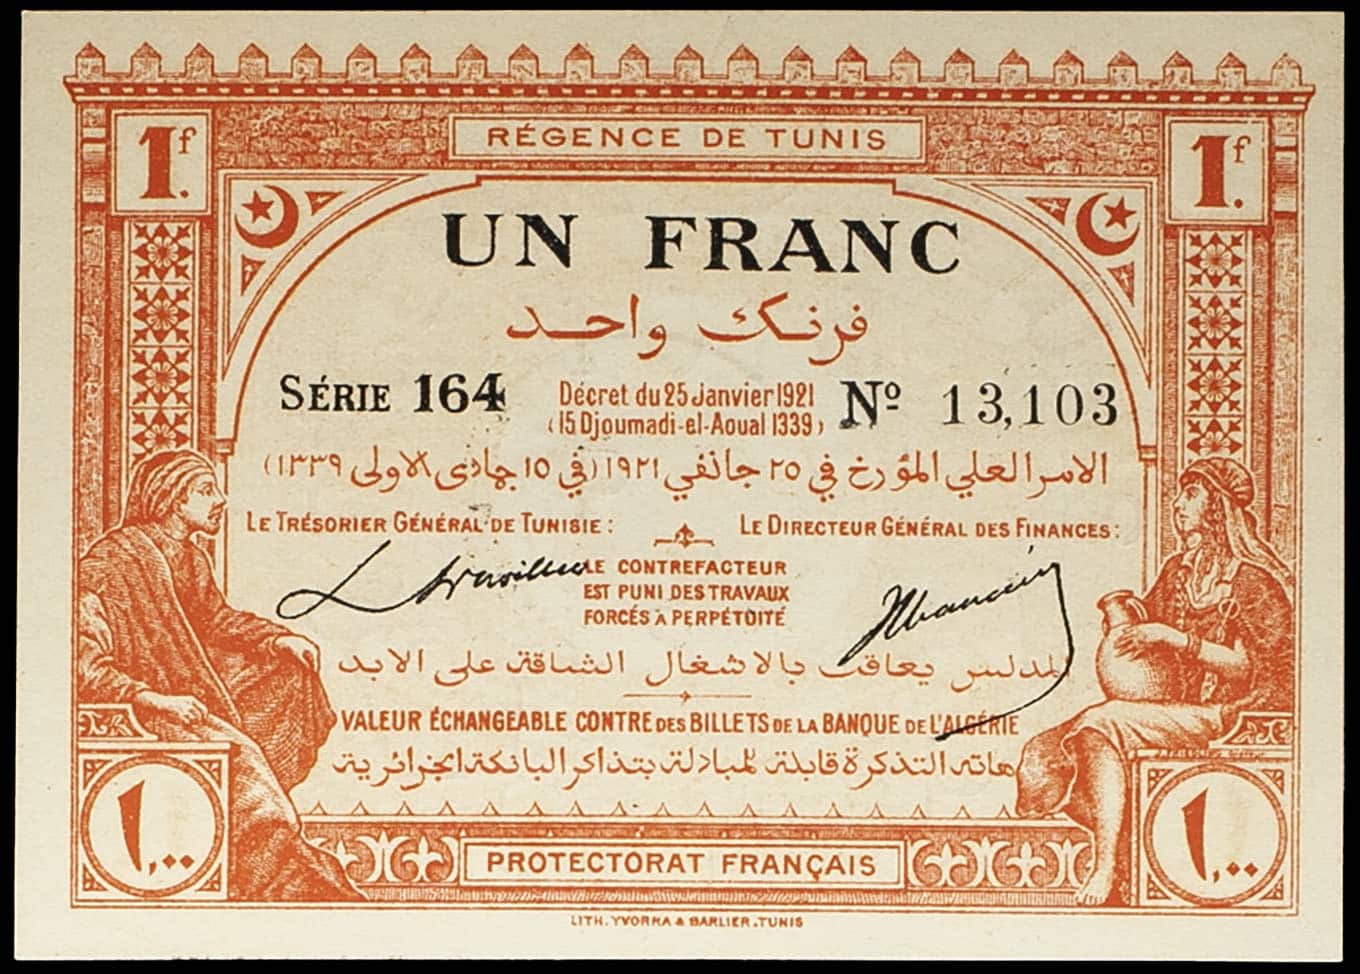 RÉGENCE DE TUNIS
1f.
1f.
UN FRANC
فرنك واحد
SÉRIE 164
Décret du 25 Janvier 1921
(15 Djoumadi-el-Aoual 1339)
Nº 13,103
الامر العلي المؤرخ في ٢٥ جانفي ١٩٢١ (في ١٥ جمادى الاولى ١٣٣٩)
LE TRÉSORIER GÉNÉRAL DE TUNISIE :
LE DIRECTEUR GÉNÉRAL DES FINANCES :
LE CONTREFACTEUR
EST PUNI DES TRAVAUX
FORCÉS A PERPÉTUITÉ
المدلس يعاقب بالاشغال الشاقة على الابد
VALEUR ÉCHANGEABLE CONTRE DES BILLETS DE LA BANQUE DE L'ALGÉRIE
هاته التذكرة قابلة للمبادلة بتذاكر البانكة الجزائرية
١,٠٠
١,٠٠
PROTECTORAT FRANÇAIS
LITH. YVORRA & BARLIER. TUNIS